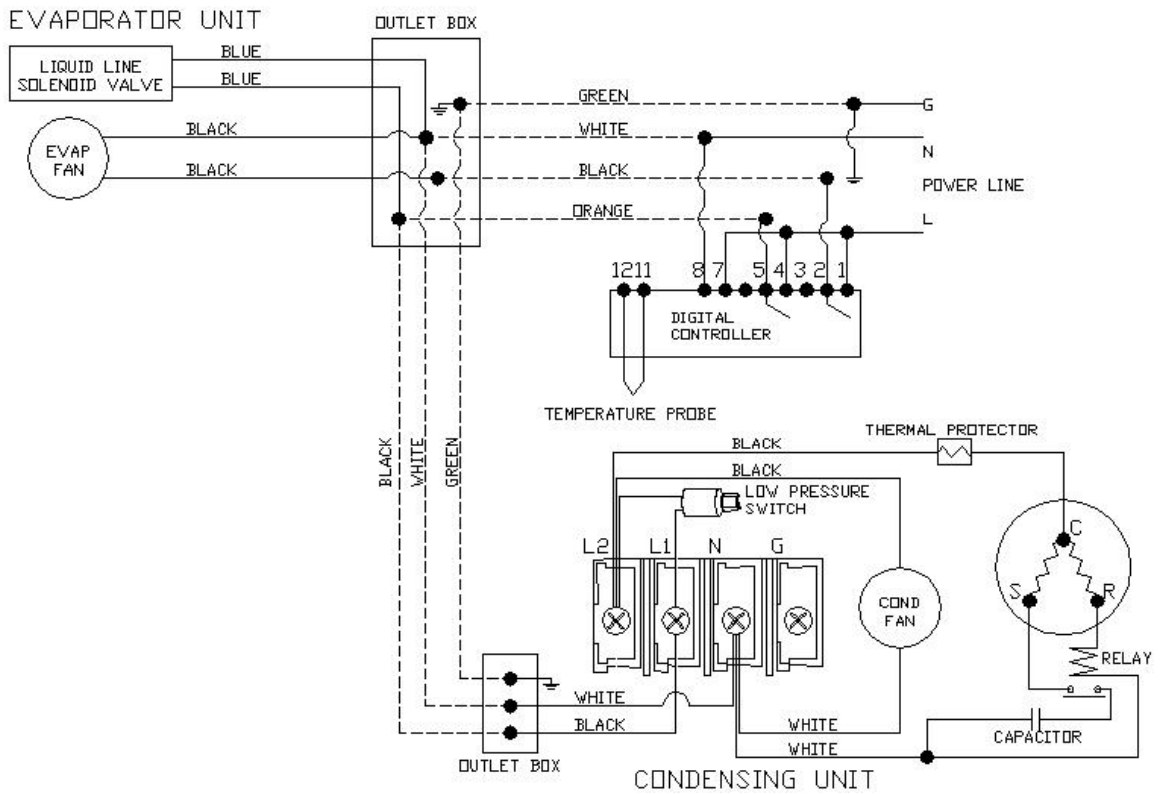 EVAPORATOR UNIT
OUTLET BOX
BLUE
LIQUID LINE
SOLENOID VALVE
BLUE
GREEN
G
BLACK
WHITE
N
EVAP
FAN
BLACK
BLACK
POWER LINE
ORANGE
L
12 11 8 7 5 4 3 2 1
DIGITAL
CONTROLLER
TEMPERATURE PROBE
THERMAL PROTECTOR
BLACK
BLACK
BLACK
WHITE
GREEN
LOW PRESSURE
SWITCH
L2 L1 N G
C
S
R
COND
FAN
RELAY
WHITE
BLACK
WHITE
WHITE
CAPACITOR
OUTLET BOX
CONDENSING UNIT